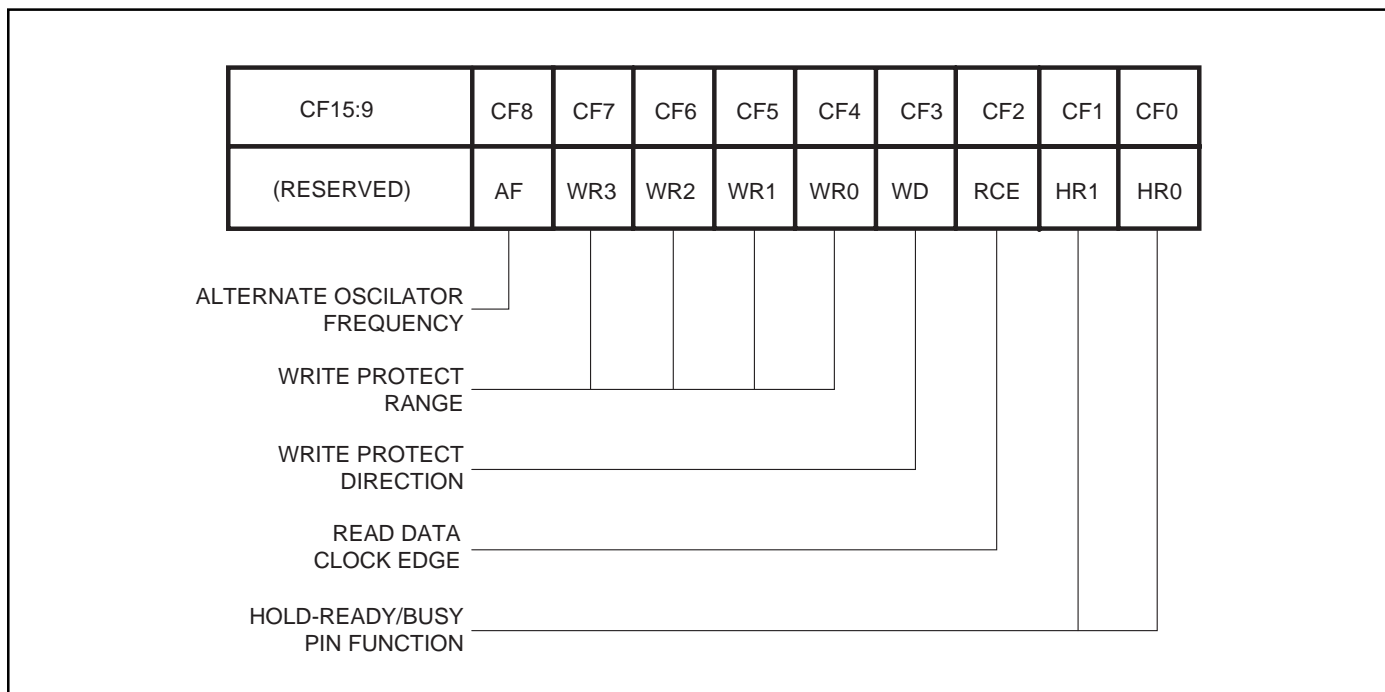 CF15:9 CF8 CF7 CF6 CF5 CF4 CF3 CF2 CF1 CF0
(RESERVED) AF WR3 WR2 WR1 WR0 WD RCE HR1 HR0
ALTERNATE OSCILATOR
FREQUENCY
WRITE PROTECT
RANGE
WRITE PROTECT
DIRECTION
READ DATA
CLOCK EDGE
HOLD-READY/BUSY
PIN FUNCTION